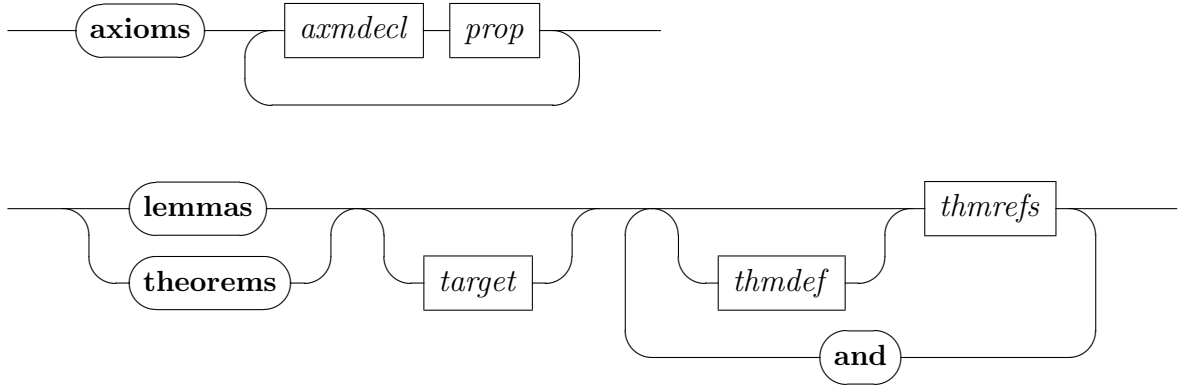 axioms axmdecl prop
lemmas thmrefs
theorems target thmdef
and